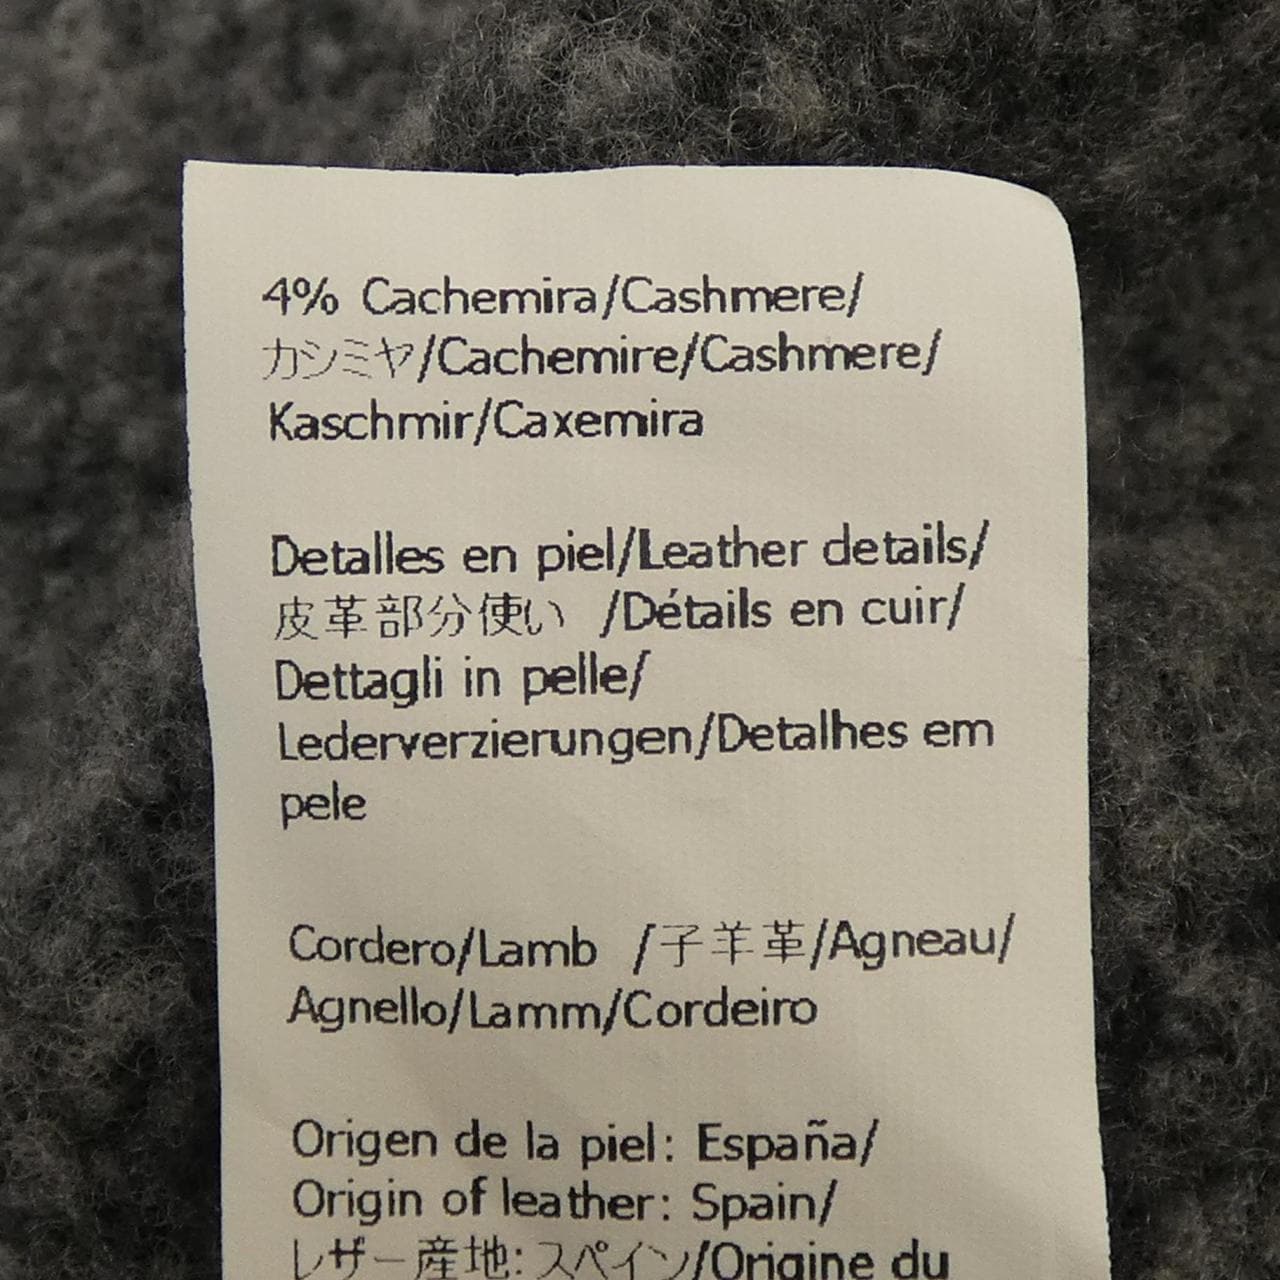 4% Cachemira/Cashmere/
カシミヤ/Cachemire/Cashmere/
Kaschmir/Caxemira
Detalles en piel/Leather details/
皮革部分使い /Détails en cuir/
Dettagli in pelle/
Lederverzierungen/Detalhes em
pele
Cordero/Lamb /子羊革/Agneau/
Agnello/Lamm/Cordeiro
Origen de la piel: España/
Origin of leather: Spain/
レザー産地: スペイン/Origine du